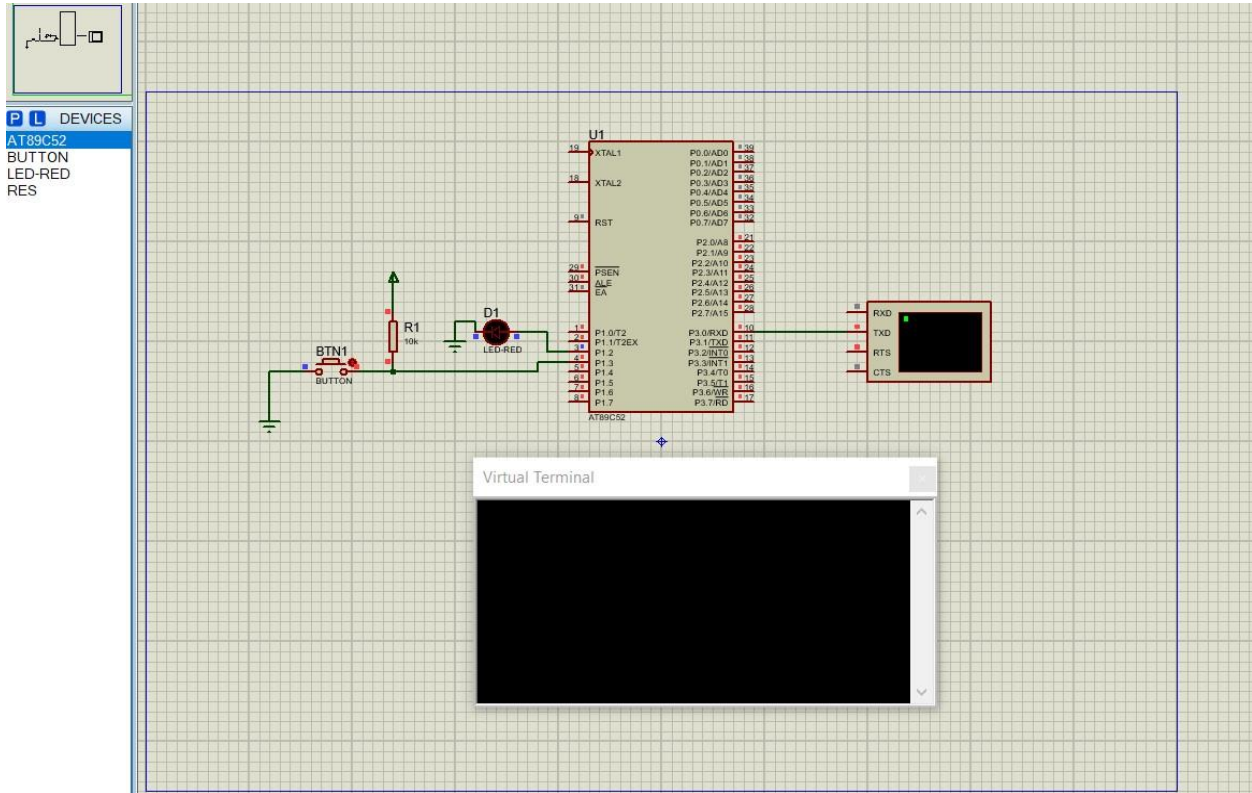 P L DEVICES
AT89C52
BUTTON
LED-RED
RES
U1
19 XTAL1
18 XTAL2
9 RST
29 PSEN
30 ALE
31 EA
1 P1.0/T2
2 P1.1/T2EX
3 P1.2
4 P1.3
5 P1.4
6 P1.5
7 P1.6
8 P1.7
P0.0/AD0 39
P0.1/AD1 38
P0.2/AD2 37
P0.3/AD3 36
P0.4/AD4 35
P0.5/AD5 34
P0.6/AD6 33
P0.7/AD7 32
P2.0/A8 21
P2.1/A9 22
P2.2/A10 23
P2.3/A11 24
P2.4/A12 25
P2.5/A13 26
P2.6/A14 27
P2.7/A15 28
P3.0/RXD 10
P3.1/TXD 11
P3.2/INT0 12
P3.3/INT1 13
P3.4/T0 14
P3.5/T1 15
P3.6/WR 16
P3.7/RD 17
AT89C52
R1
10k
D1
LED-RED
BTN1
BUTTON
RXD
TXD
RTS
CTS
Virtual Terminal